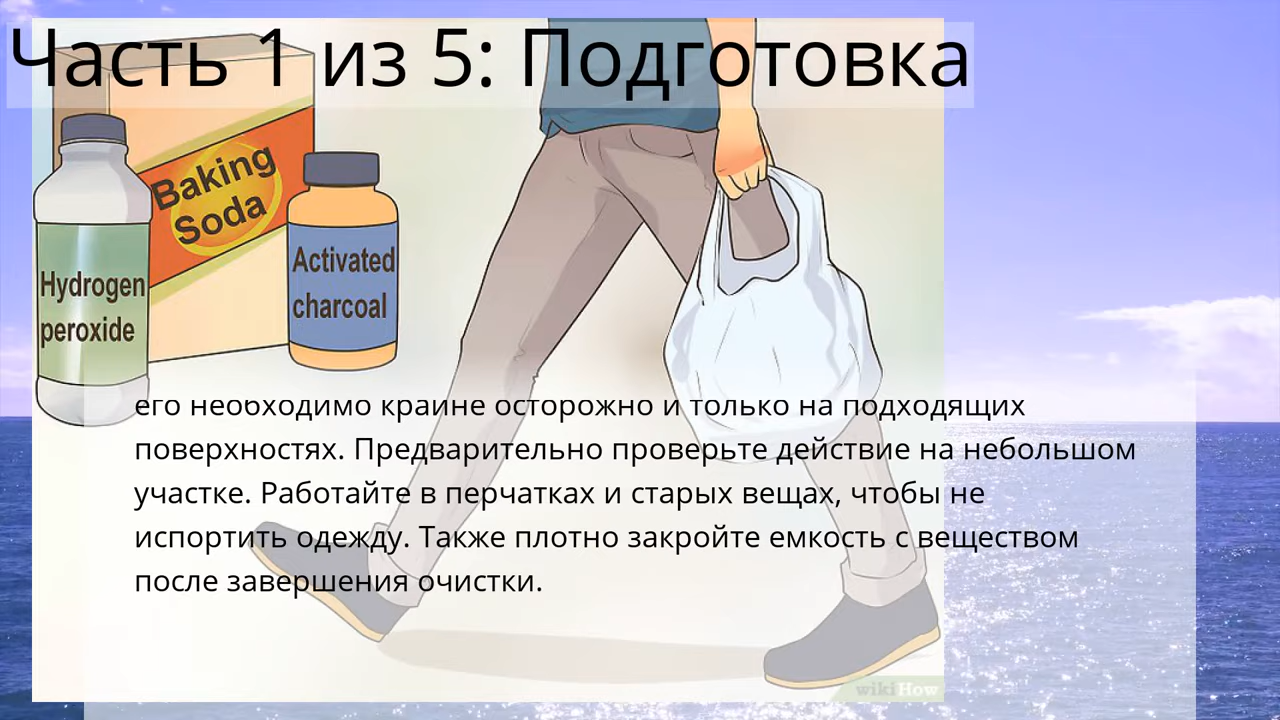 Часть 1 из 5: Подготовка
Baking
Soda
Hydrogen
peroxide
Activated
charcoal
его необходимо крайне осторожно и только на подходящих
поверхностях. Предварительно проверьте действие на небольшом
участке. Работайте в перчатках и старых вещах, чтобы не
испортить одежду. Также плотно закройте емкость с веществом
после завершения очистки.
wikiHow